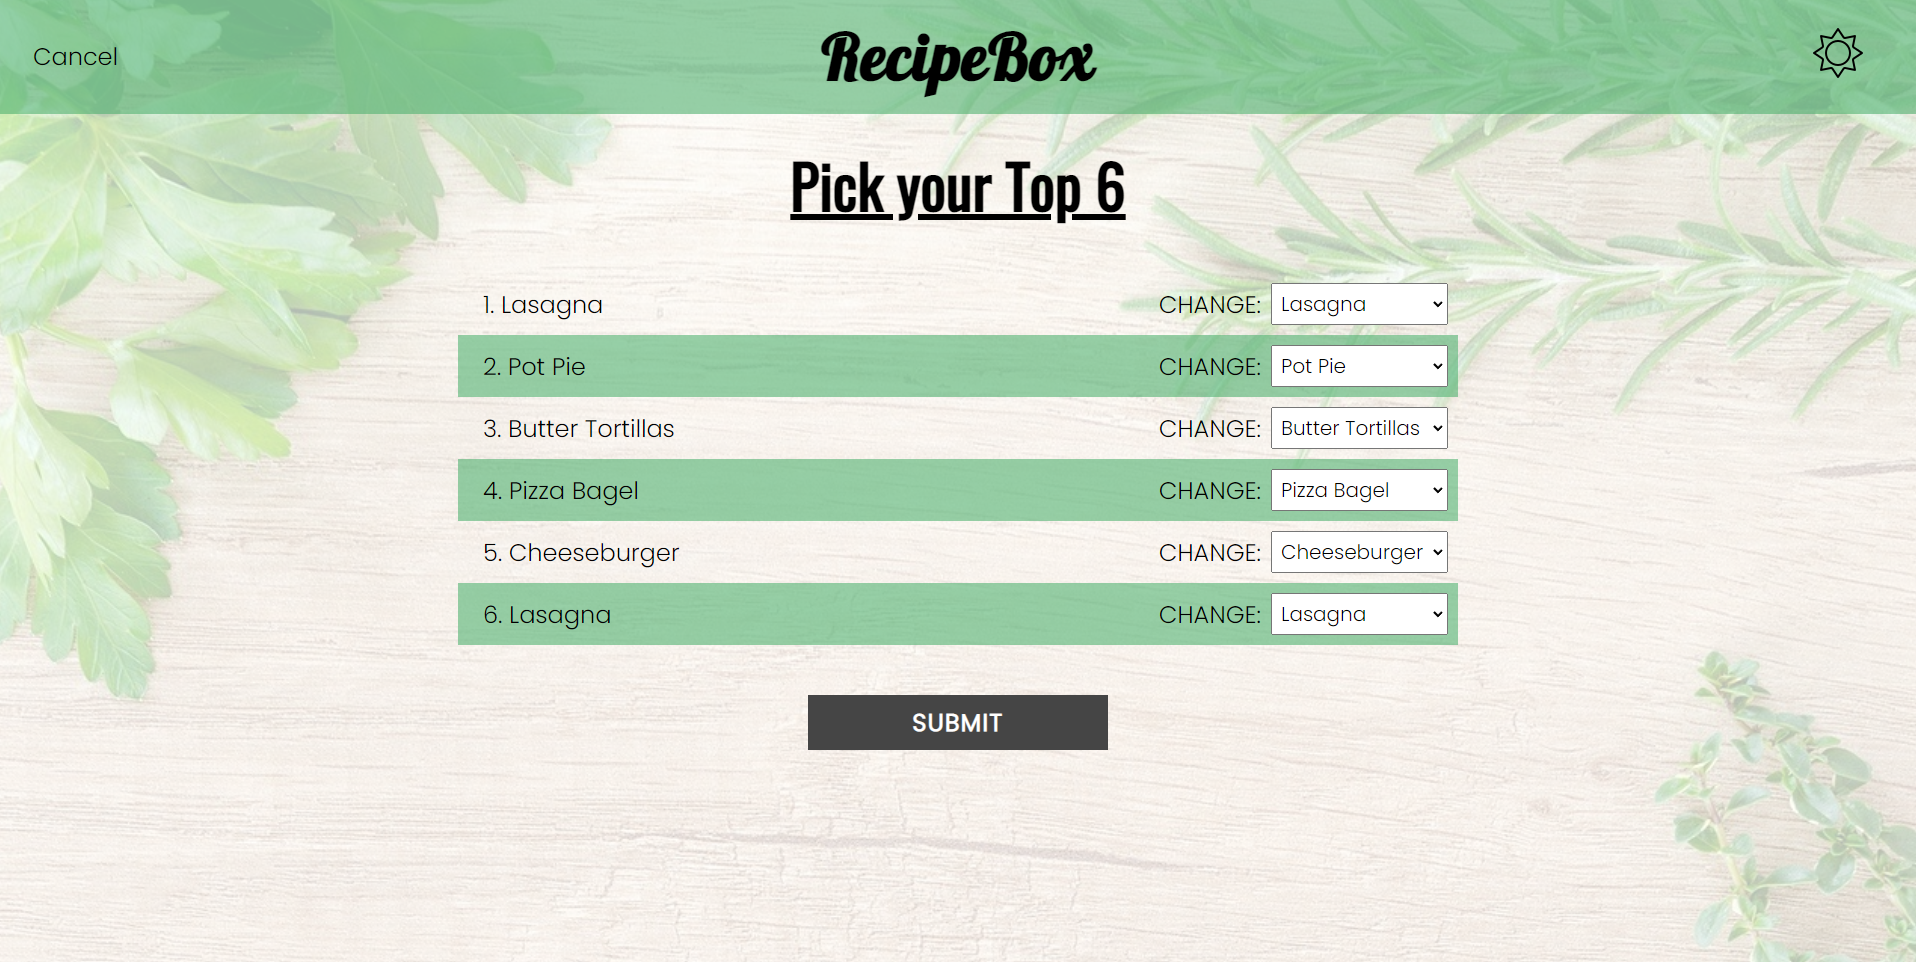 Cancel
RecipeBox
Pick your Top 6
1. Lasagna CHANGE: Lasagna
2. Pot Pie CHANGE: Pot Pie
3. Butter Tortillas CHANGE: Butter Tortillas
4. Pizza Bagel CHANGE: Pizza Bagel
5. Cheeseburger CHANGE: Cheeseburger
6. Lasagna CHANGE: Lasagna
SUBMIT